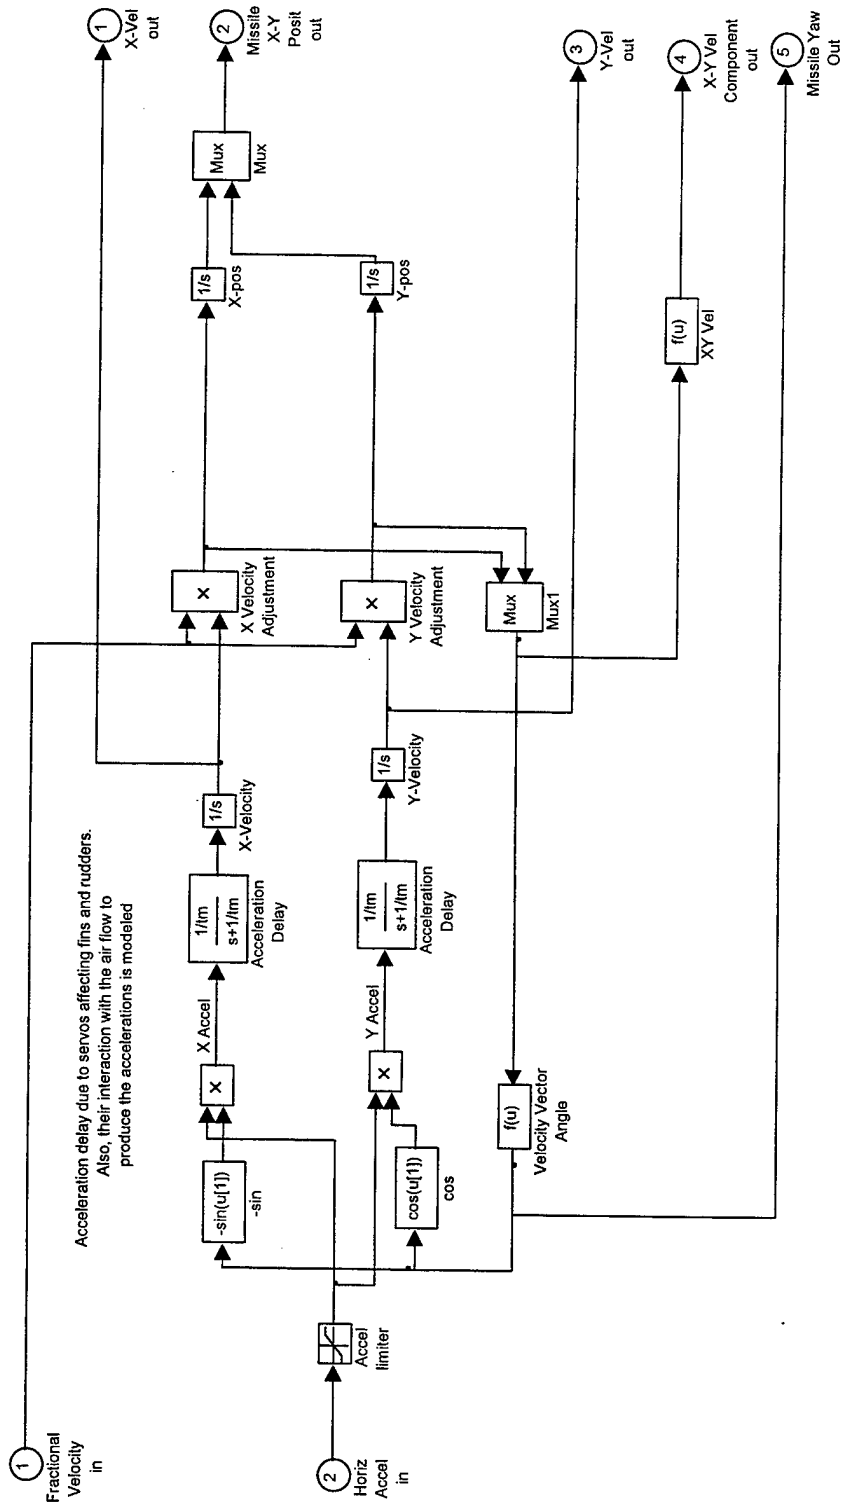 1
Fractional
Velocity
in
2
Horiz
Accel
in
Accel
limiter
Acceleration delay due to servos affecting fins and rudders.
Also, their interaction with the air flow to
produce the accelerations is modeled
-sin(u[1])
-sin
cos(u[1])
cos
x
X Accel
x
Y Accel
1/tm
s+1/tm
Acceleration
Delay
1/tm
s+1/tm
Acceleration
Delay
1/s
X-Velocity
1/s
Y-Velocity
f(u)
Velocity Vector
Angle
x
X Velocity
Adjustment
x
Y Velocity
Adjustment
Mux
Mux1
1/s
X-pos
1/s
Y-pos
f(u)
XY Vel
Mux
Mux
1
X-Vel
out
2
Missile
X-Y
Posit
out
3
Y-Vel
out
4
X-Y Vel
Component
out
5
Missile Yaw
Out